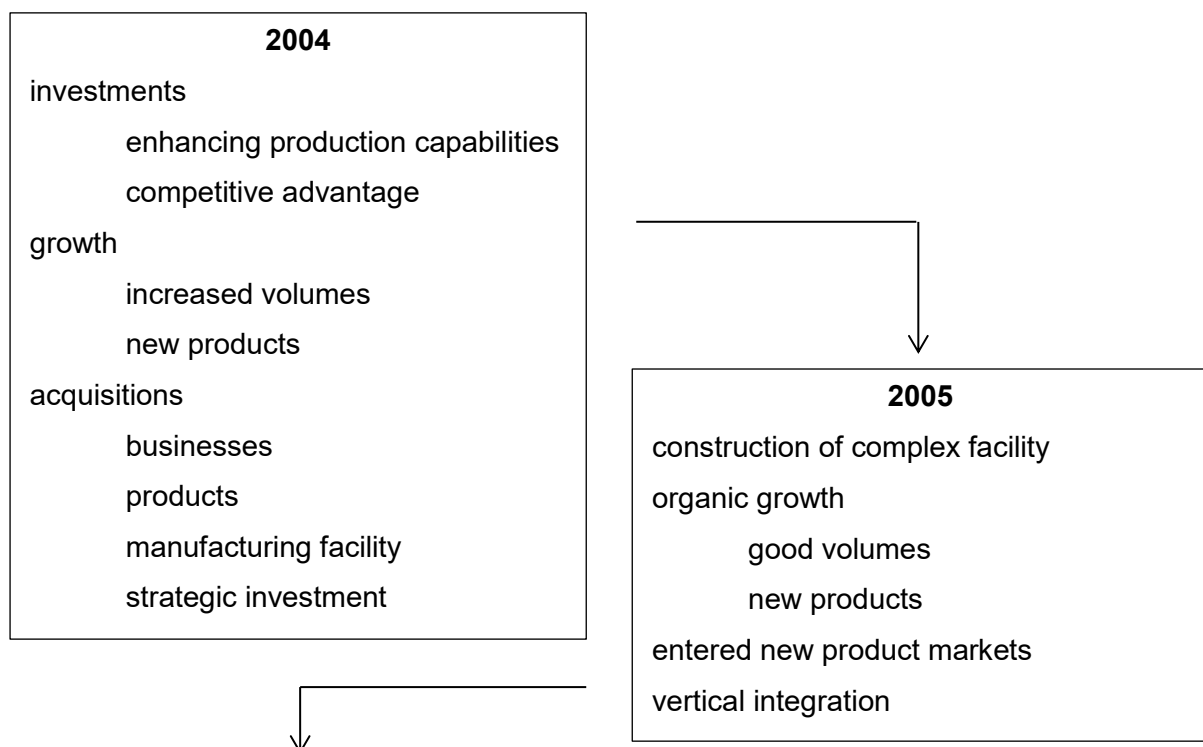 2004
investments
enhancing production capabilities
competitive advantage
growth
increased volumes
new products
acquisitions
businesses
products
manufacturing facility
strategic investment
2005
construction of complex facility
organic growth
good volumes
new products
entered new product markets
vertical integration